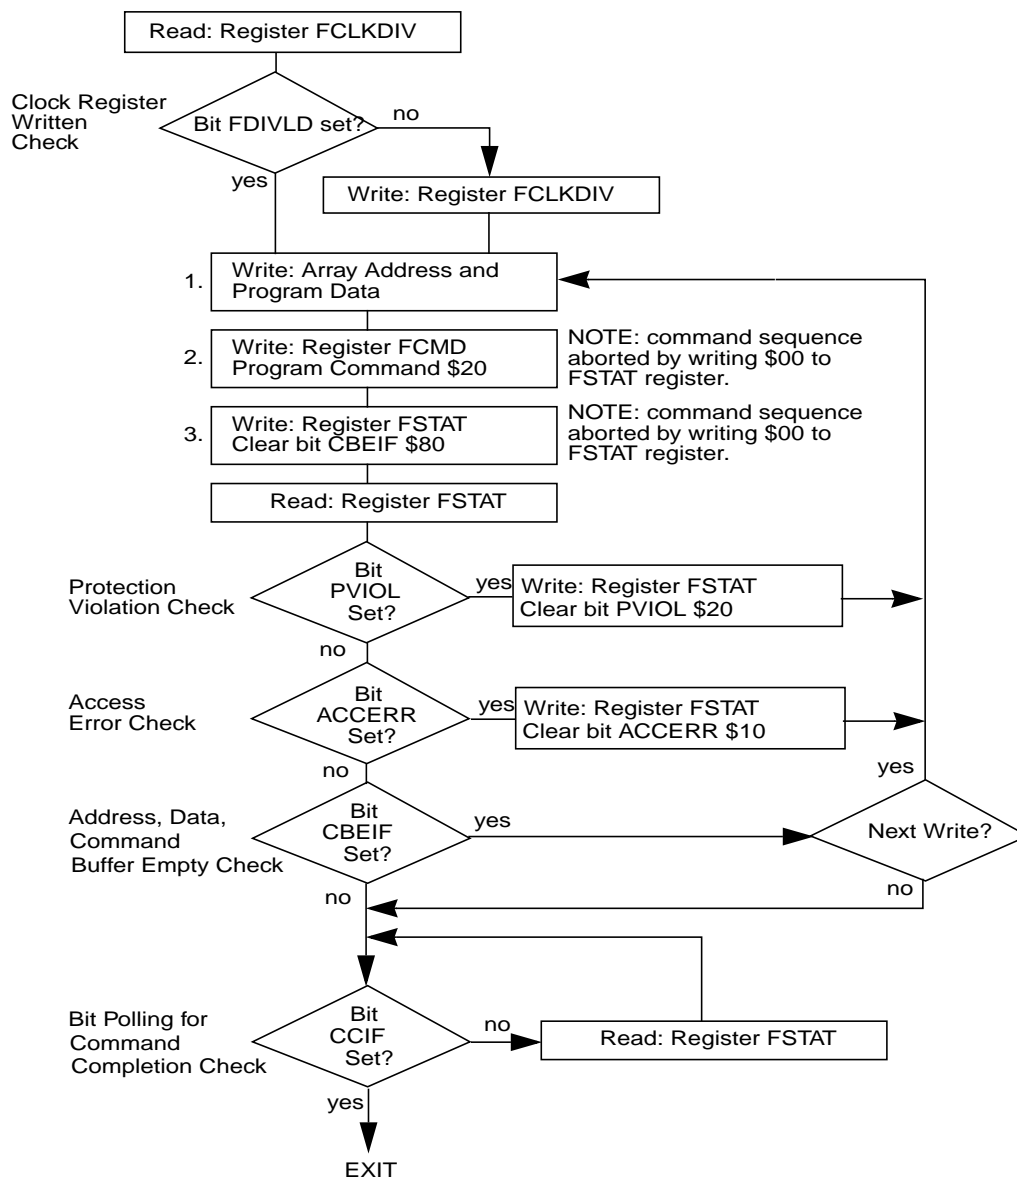 Read: Register FCLKDIV
Clock Register
Written
Check
Bit FDIVLD set?
no
yes
Write: Register FCLKDIV
1.
Write: Array Address and
Program Data
2.
Write: Register FCMD
Program Command $20
NOTE: command sequence
aborted by writing $00 to
FSTAT register.
3.
Write: Register FSTAT
Clear bit CBEIF $80
NOTE: command sequence
aborted by writing $00 to
FSTAT register.
Read: Register FSTAT
Protection
Violation Check
Bit
PVIOL
Set?
yes
Write: Register FSTAT
Clear bit PVIOL $20
no
Access
Error Check
Bit
ACCERR
Set?
yes
Write: Register FSTAT
Clear bit ACCERR $10
no
yes
Address, Data,
Command
Buffer Empty Check
Bit
CBEIF
Set?
yes
Next Write?
no
no
Bit Polling for
Command
Completion Check
Bit
CCIF
Set?
no
Read: Register FSTAT
yes
EXIT